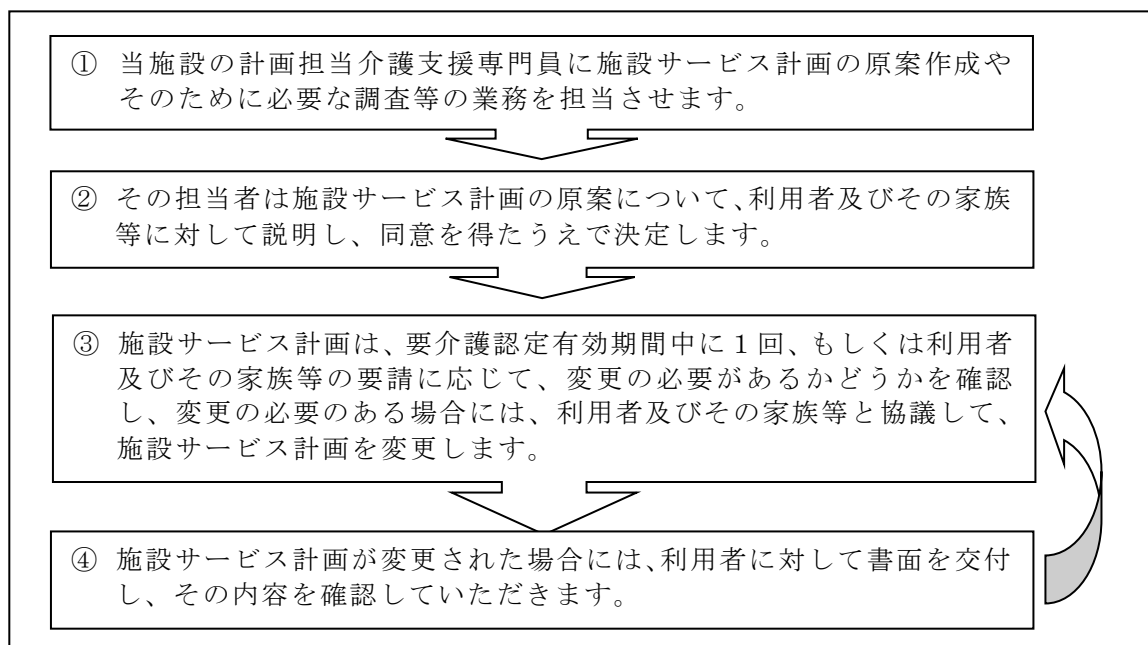 ① 当施設の計画担当介護支援専門員に施設サービス計画の原案作成や
そのために必要な調査等の業務を担当させます。
② その担当者は施設サービス計画の原案について、利用者及びその家族
等に対して説明し、同意を得たうえで決定します。
③ 施設サービス計画は、要介護認定有効期間中に1回、もしくは利用者
及びその家族等の要請に応じて、変更の必要があるかどうかを確認
し、変更の必要のある場合には、利用者及びその家族等と協議して、
施設サービス計画を変更します。
④ 施設サービス計画が変更された場合には、利用者に対して書面を交付
し、その内容を確認していただきます。